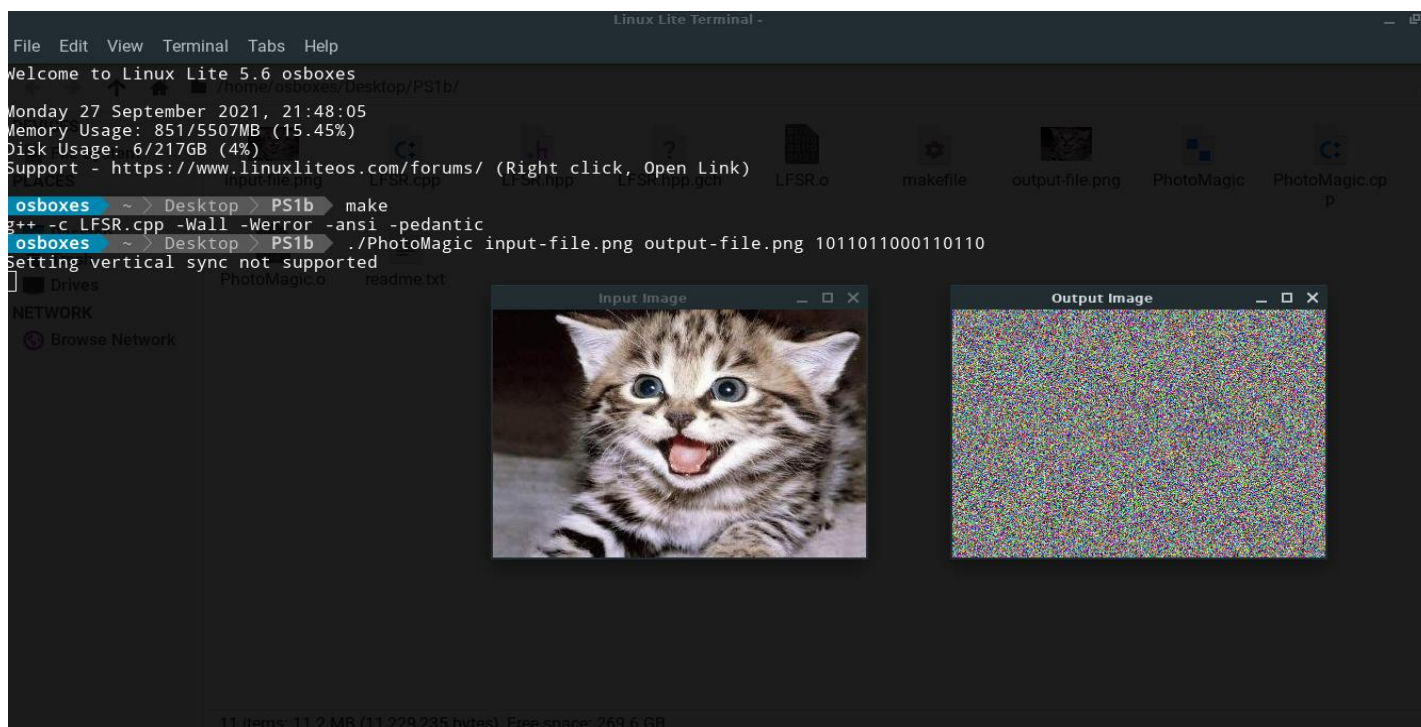 Linux Lite Terminal -
File Edit View Terminal Tabs Help
Welcome to Linux Lite 5.6 osboxes
/home/osboxes/Desktop/PS1b/
Monday 27 September 2021, 21:48:05
Memory Usage: 851/5507MB (15.45%)
Disk Usage: 6/217GB (4%)
Support - https://www.linuxliteos.com/forums/ (Right click, Open Link)
PLACES
input-file.png LFSR.cpp LFSR.hpp LFSR.hpp.gch LFSR.o makefile output-file.png PhotoMagic PhotoMagic.cp
p
osboxes ~ Desktop PS1b make
g++ -c LFSR.cpp -Wall -Werror -ansi -pedantic
osboxes ~ Desktop PS1b ./PhotoMagic input-file.png output-file.png 1011011000110110
Setting vertical sync not supported
Drives PhotoMagic.o readme.txt
Input Image
Output Image
NETWORK
Browse Network
11 items: 11.2 MB (11,229,235 bytes), Free space: 269.6 GB